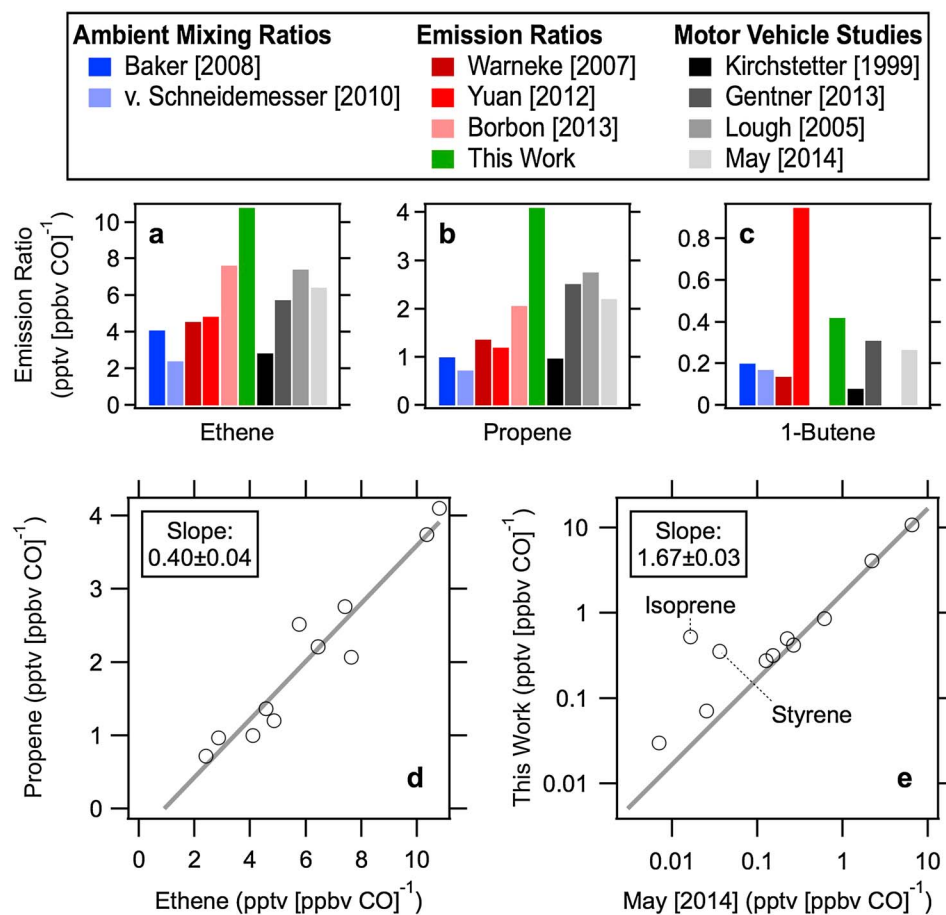 Ambient Mixing Ratios
Baker [2008]
v. Schneidemesser [2010]
Emission Ratios
Warneke [2007]
Yuan [2012]
Borbon [2013]
This Work
Motor Vehicle Studies
Kirchstetter [1999]
Gentner [2013]
Lough [2005]
May [2014]
Emission Ratio
(pptv [ppbv CO]⁻¹)
a
10
8
6
4
2
0
Ethene
b
4
3
2
1
0
Propene
c
0.8
0.6
0.4
0.2
0
1-Butene
Propene (pptv [ppbv CO]⁻¹)
4
3
2
1
0
Slope:
0.40±0.04
d
0 2 4 6 8 10
Ethene (pptv [ppbv CO]⁻¹)
This Work (pptv [ppbv CO]⁻¹)
10
1
0.1
0.01
Slope:
1.67±0.03
Isoprene
Styrene
e
0.01 0.1 1 10
May [2014] (pptv [ppbv CO]⁻¹)